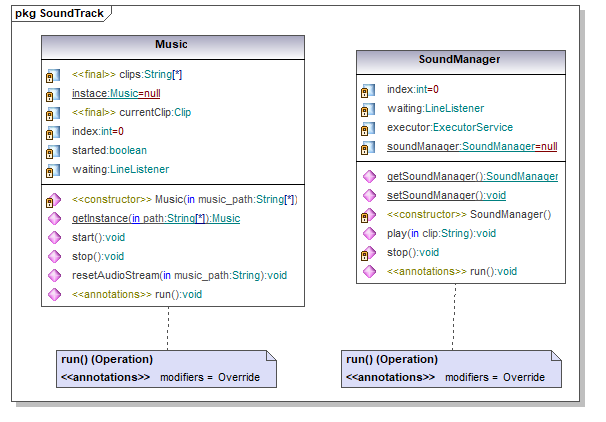 pkg SoundTrack
Music
<<final>> clips:String[*]
instace:Music=null
<<final>> currentClip:Clip
index:int=0
started:boolean
waiting:LineListener
<<constructor>> Music(in music_path:String[*])
getInstance(in path:String[*]):Music
start():void
stop():void
resetAudioStream(in music_path:String):void
<<annotations>> run():void
run() (Operation)
<<annotations>> modifiers = Override
SoundManager
index:int=0
waiting:LineListener
executor:ExecutorService
soundManager:SoundManager=null
getSoundManager():SoundManager
setSoundManager():void
<<constructor>> SoundManager()
play(in clip:String):void
stop():void
<<annotations>> run():void
run() (Operation)
<<annotations>> modifiers = Override